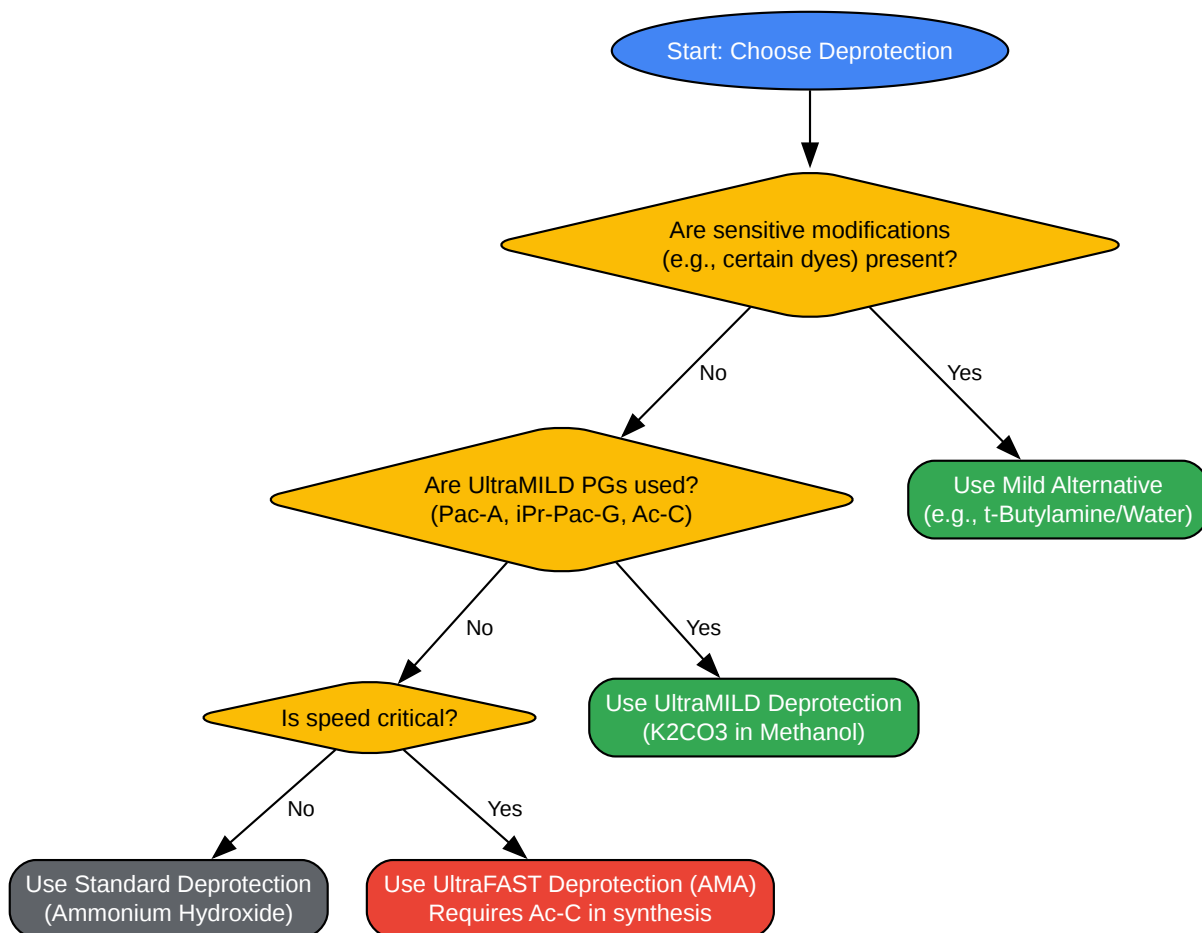 Start: Choose Deprotection
Are sensitive modifications
(e.g., certain dyes) present?
No
Yes
Are UltraMILD PGs used?
(Pac-A, iPr-Pac-G, Ac-C)
Use Mild Alternative
(e.g., t-Butylamine/Water)
No
Yes
Is speed critical?
Use UltraMILD Deprotection
(K2CO3 in Methanol)
No
Yes
Use Standard Deprotection
(Ammonium Hydroxide)
Use UltraFAST Deprotection (AMA)
Requires Ac-C in synthesis